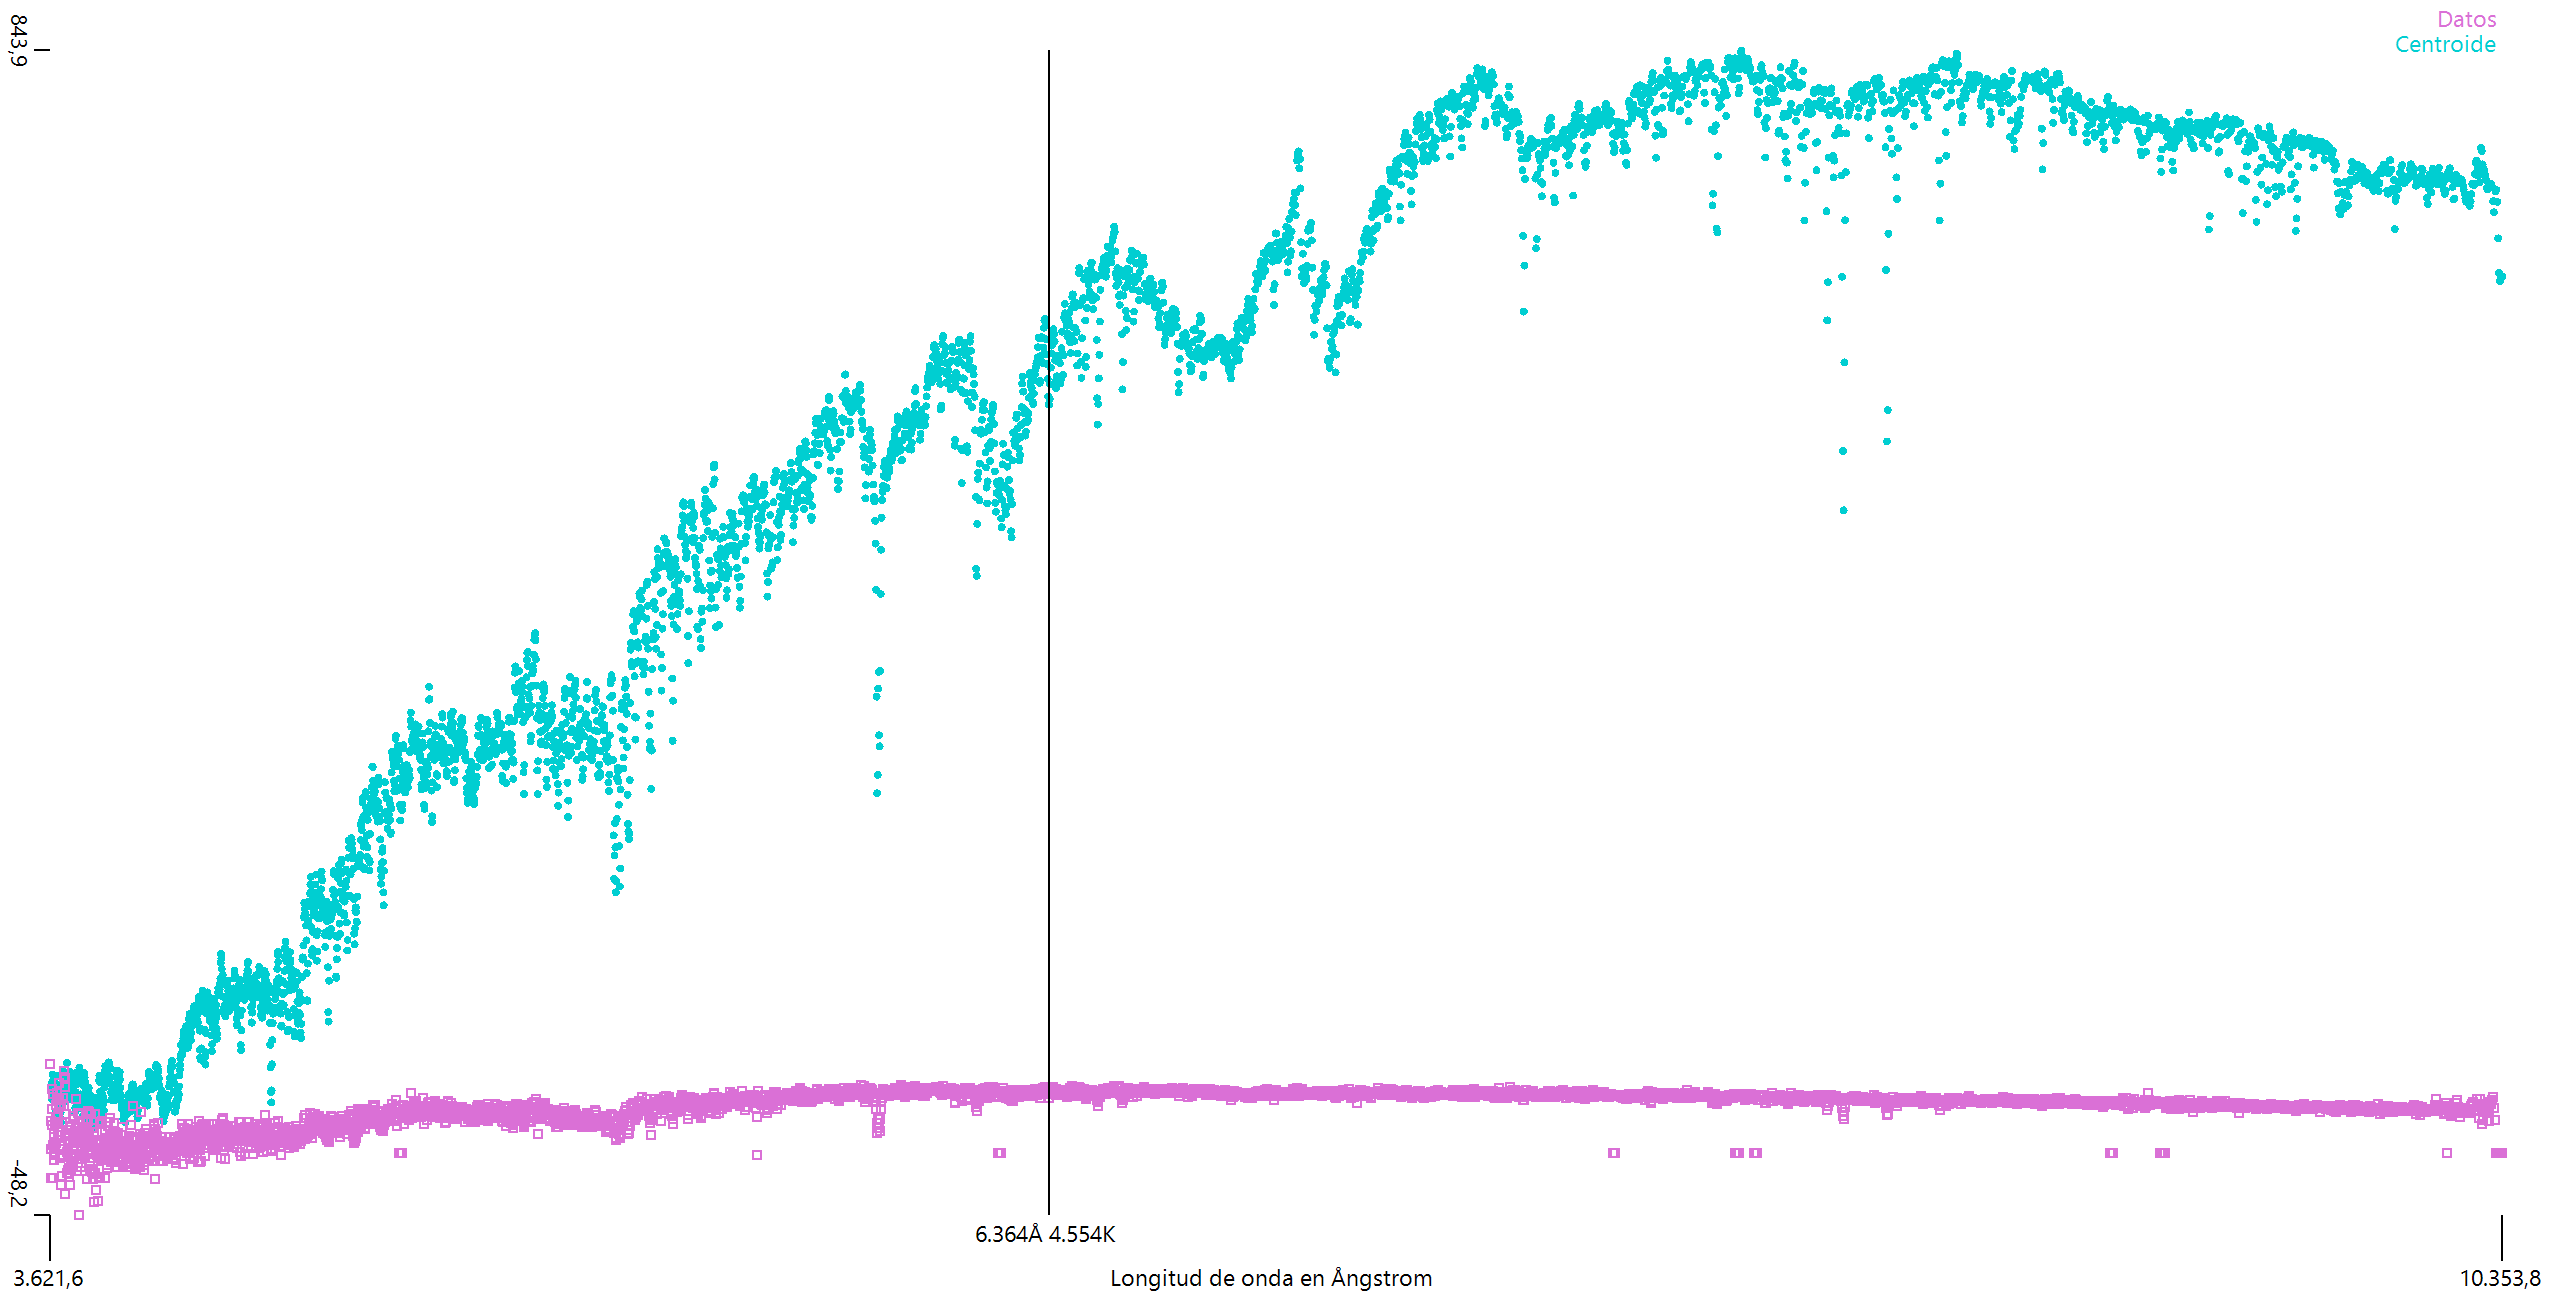 843,9
Datos
Centroide
-48,2
6.364Å 4.554K
3.621,6
Longitud de onda en Ångstrom
10.353,8